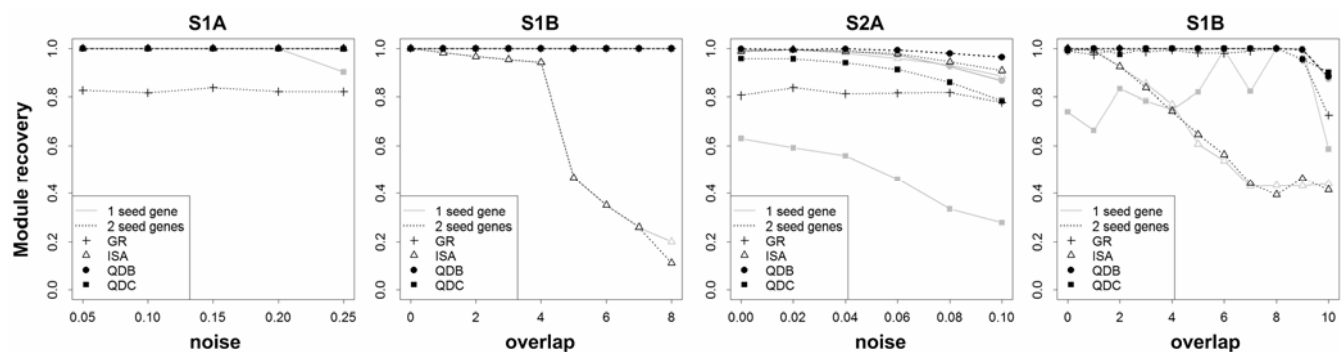 S1A
S1B
S2A
S1B
Module recovery
0.0 0.2 0.4 0.6 0.8 1.0
1 seed gene
2 seed genes
GR
ISA
QDB
QDC
0.05 0.10 0.15 0.20 0.25
noise
0.0 0.2 0.4 0.6 0.8 1.0
1 seed gene
2 seed genes
GR
ISA
QDB
QDC
0 2 4 6 8
overlap
0.0 0.2 0.4 0.6 0.8 1.0
1 seed gene
2 seed genes
GR
ISA
QDB
QDC
0.00 0.02 0.04 0.06 0.08 0.10
noise
0.0 0.2 0.4 0.6 0.8 1.0
1 seed gene
2 seed genes
GR
ISA
QDB
QDC
0 2 4 6 8 10
overlap